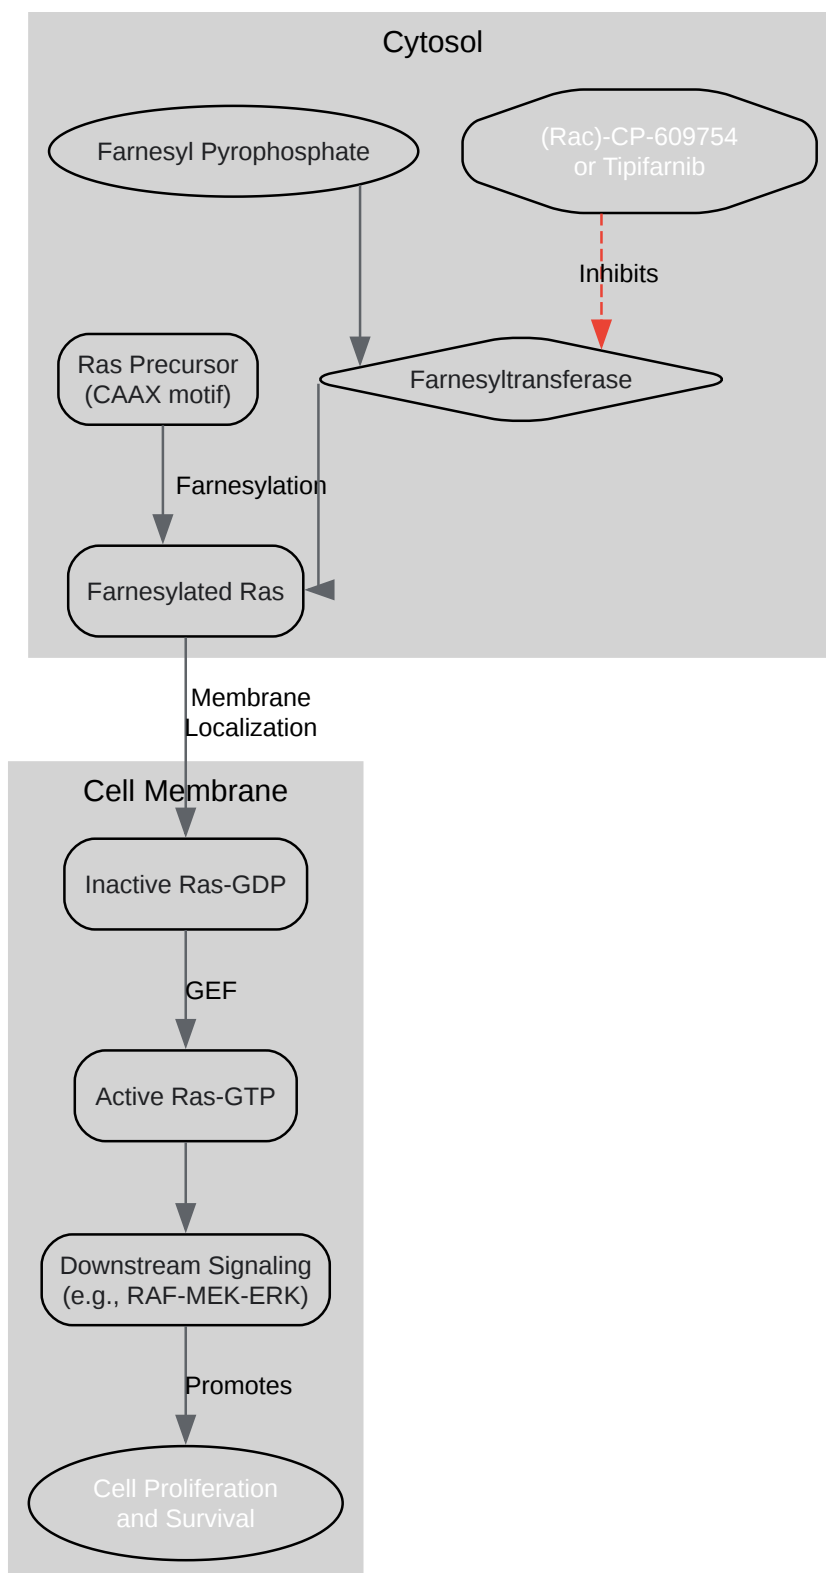 Cytosol
Farnesyl Pyrophosphate
(Rac)-CP-609754
or Tipifarnib
Inhibits
Ras Precursor
(CAAX motif)
Farnesyltransferase
Farnesylation
Farnesylated Ras
Membrane
Localization
Cell Membrane
Inactive Ras-GDP
GEF
Active Ras-GTP
Downstream Signaling
(e.g., RAF-MEK-ERK)
Promotes
Cell Proliferation
and Survival